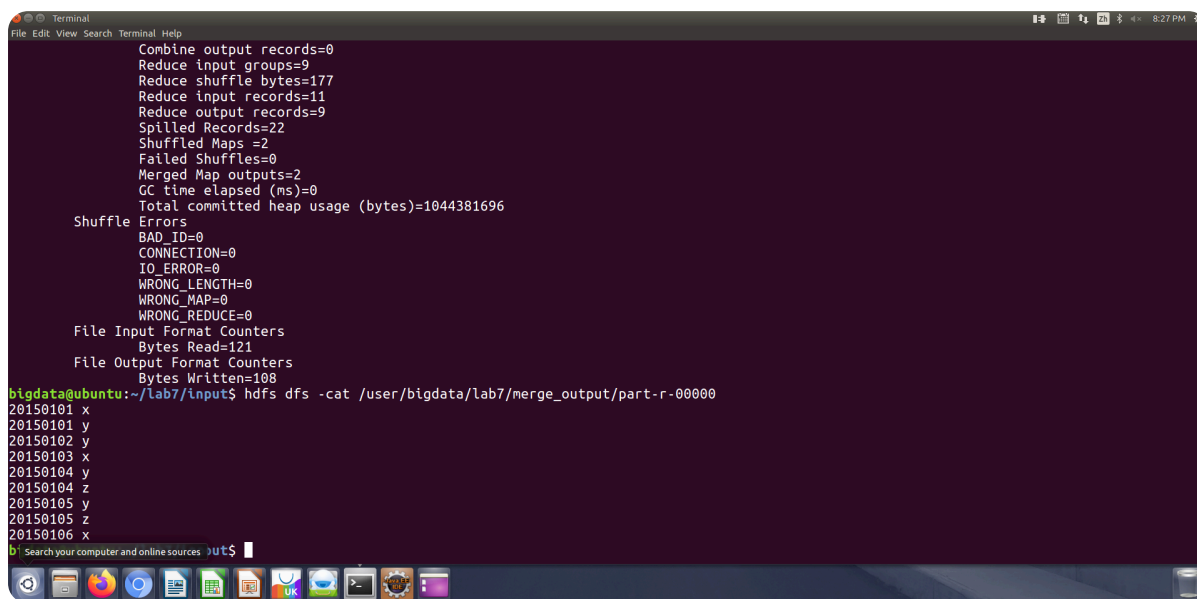 Terminal
Zh
8:27 PM
File Edit View Search Terminal Help
Combine output records=0
Reduce input groups=9
Reduce shuffle bytes=177
Reduce input records=11
Reduce output records=9
Spilled Records=22
Shuffled Maps =2
Failed Shuffles=0
Merged Map outputs=2
GC time elapsed (ms)=0
Total committed heap usage (bytes)=1044381696
Shuffle Errors
BAD_ID=0
CONNECTION=0
IO_ERROR=0
WRONG_LENGTH=0
WRONG_MAP=0
WRONG_REDUCE=0
File Input Format Counters
Bytes Read=121
File Output Format Counters
Bytes Written=108
bigdata@ubuntu:~/lab7/input$ hdfs dfs -cat /user/bigdata/lab7/merge_output/part-r-00000
20150101 x
20150101 y
20150102 y
20150103 x
20150104 y
20150104 z
20150105 y
20150105 z
20150106 x
b
Search your computer and online sources
out$
UK